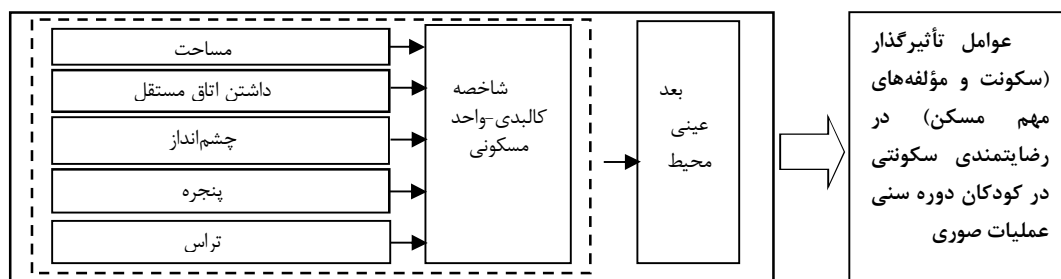 مساحت
داشتن اتاق مستقل
چشم‌انداز
پنجره
تراس
شاخصه
کالبدی-واحد
مسکونی
بعد
عینی
محیط
عوامل تأثیرگذار
(سکونت و مؤلفه‌های
مهم مسکن) در
رضایتمندی سکونتی
در کودکان دوره سنی
عملیات صوری